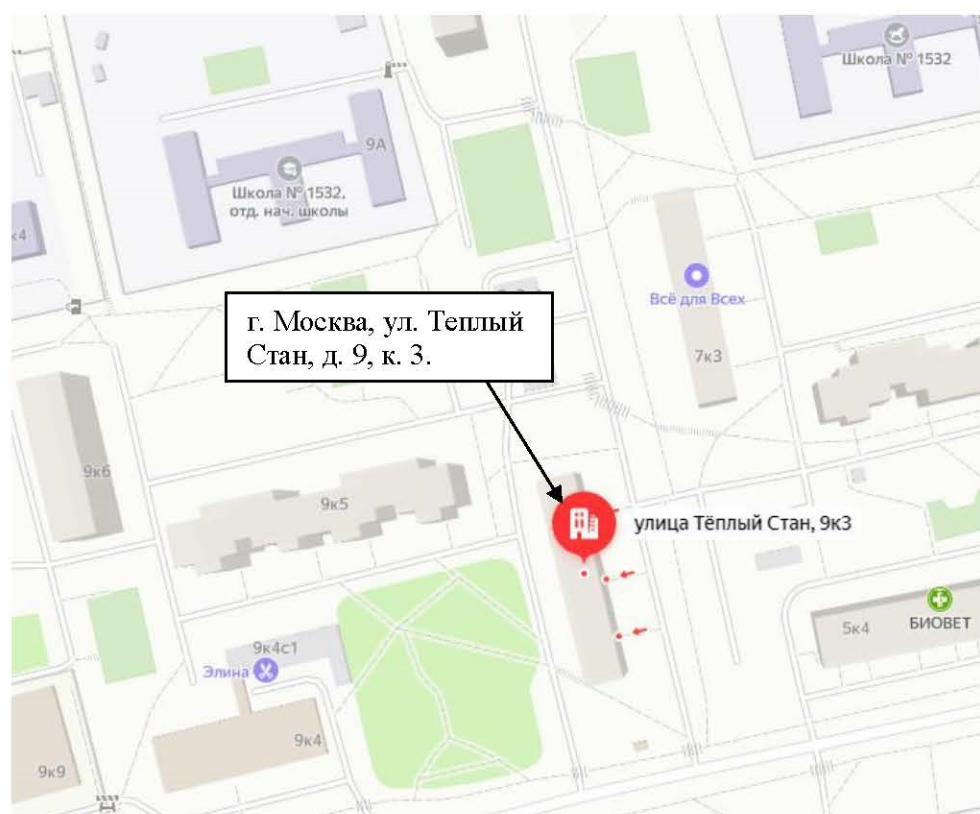 Школа № 1532
9А
Школа № 1532,
отд. нач. школы
к4
Всё для Всех
г. Москва, ул. Теплый
Стан, д. 9, к. 3.
7к3
9к6
9к5
улица Тёплый Стан, 9к3
БИОВЕТ
5к4
9к4с1
Элина
9к4
9к9